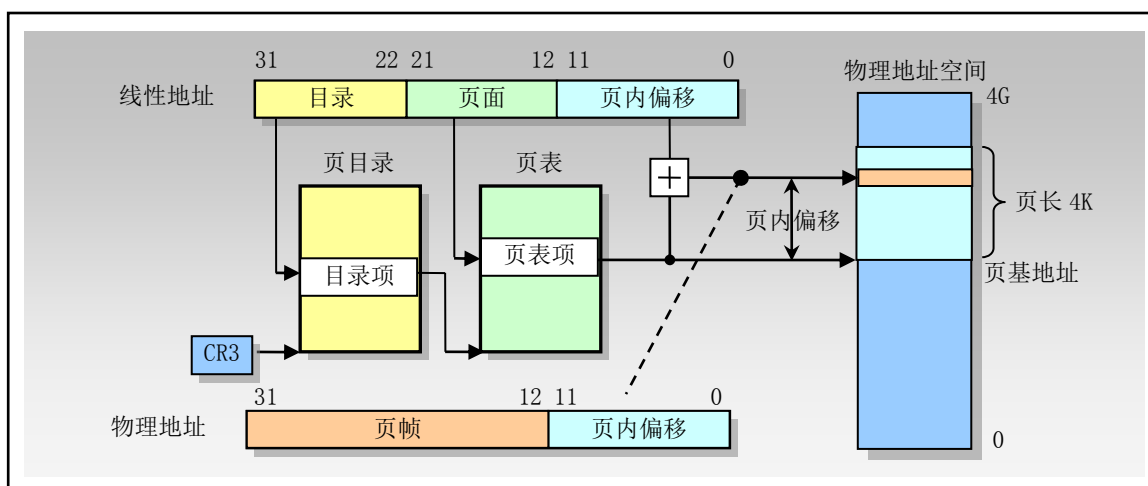 31 22 21 12 11 0
物理地址空间
线性地址 目录 页面 页内偏移 4G
页目录 页表
+
页长 4K
页表项 页内偏移
目录项 页基地址
CR3
31 12 11 0
物理地址 页帧 页内偏移 0